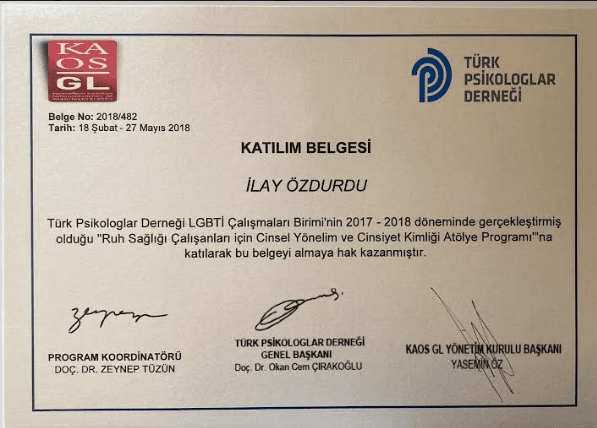 KAOS
GL
TÜRK
PSİKOLOGLAR
DERNEĞİ
Belge No: 2018/482
Tarih: 18 Şubat - 27 Mayıs 2018
KATILIM BELGESİ
İLAY ÖZDURDU
Türk Psikologlar Derneği LGBTİ Çalışmaları Birimi'nin 2017 - 2018 döneminde gerçekleştirmiş
olduğu "Ruh Sağlığı Çalışanları için Cinsel Yönelim ve Cinsiyet Kimliği Atölye Programı"'na
katılarak bu belgeyi almaya hak kazanmıştır.
PROGRAM KOORDİNATÖRÜ
DOÇ. DR. ZEYNEP TÜZÜN
TÜRK PSİKOLOGLAR DERNEĞİ
GENEL BAŞKANI
Doç. Dr. Okan Cem ÇIRAKOĞLU
KAOS GL YÖNETİM KURULU BAŞKANI
YASEMİN ÖZ